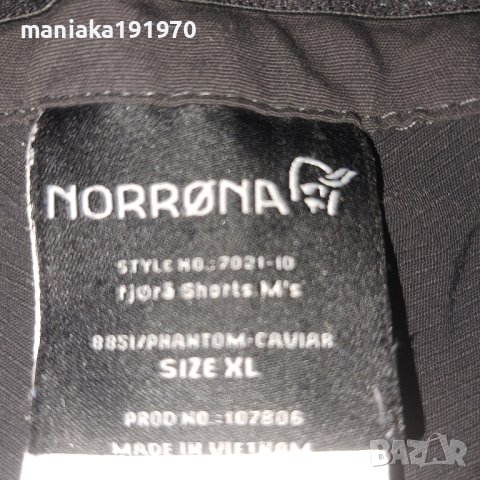 maniaka191970
NORRØNA
STYLE NO.:7021-10
fjørå Shorts M's
8851/PHANTOM-CAVIAR
SIZE XL
PROD NO.:107806
MADE IN VIETNAM
BAZAR